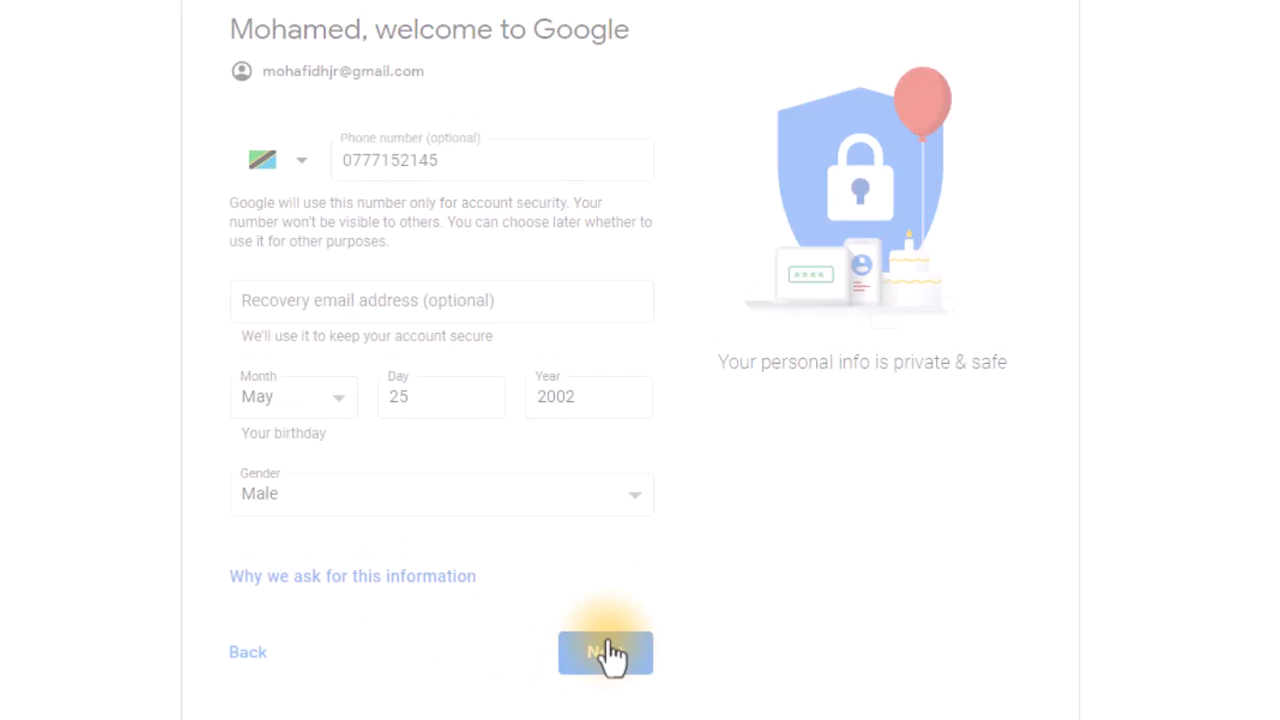 Mohamed, welcome to Google
mohafidhjr@gmail.com
Phone number (optional)
0777152145
Google will use this number only for account security. Your
number won't be visible to others. You can choose later whether to
use it for other purposes.
Recovery email address (optional)
We'll use it to keep your account secure
Month
Day
Year
May
25
2002
Your birthday
Gender
Male
Why we ask for this information
Back
Your personal info is private & safe